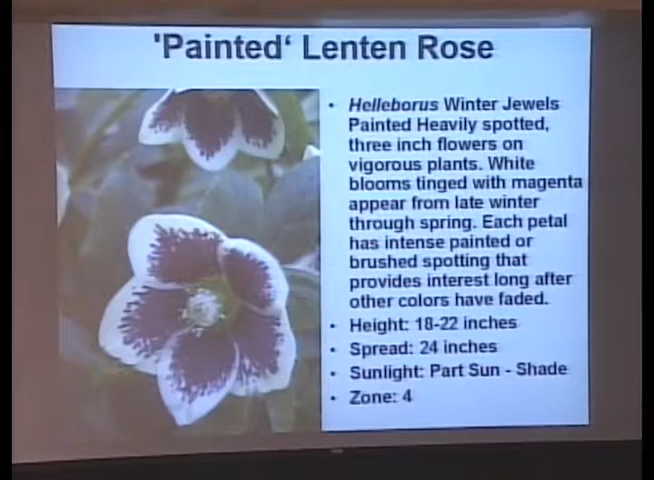 'Painted‘ Lenten Rose
• Helleborus Winter Jewels
Painted Heavily spotted,
three inch flowers on
vigorous plants. White
blooms tinged with magenta
appear from late winter
through spring. Each petal
has intense painted or
brushed spotting that
provides interest long after
other colors have faded.
• Height: 18-22 inches
• Spread: 24 inches
• Sunlight: Part Sun - Shade
• Zone: 4